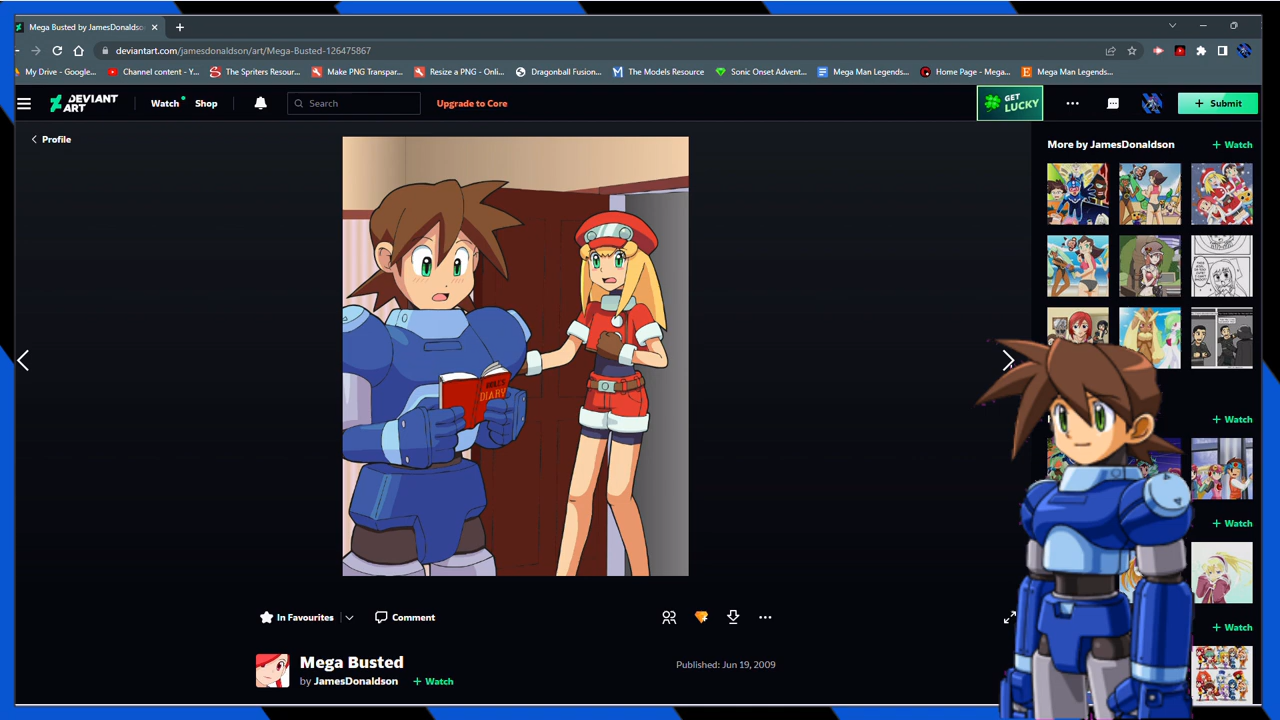 Mega Busted by JamesDonaldso
deviantart.com/jamesdonaldson/art/Mega-Busted-126475867
My Drive - Google... Channel content - Y... The Spriters Resour... Make PNG Transpar... Resize a PNG - Onli... Dragonball Fusion... The Models Resource Sonic Onset Advent... Mega Man Legends... Home Page - Mega... Mega Man Legends...
DEVIANT ART Watch Shop Search Upgrade to Core GET LUCKY + Submit
Profile
More by JamesDonaldson + Watch
ROLL'S
DIARY
+ Watch
+ Watch
In Favourites Comment
+ Watch
Mega Busted
Published: Jun 19, 2009
by JamesDonaldson + Watch